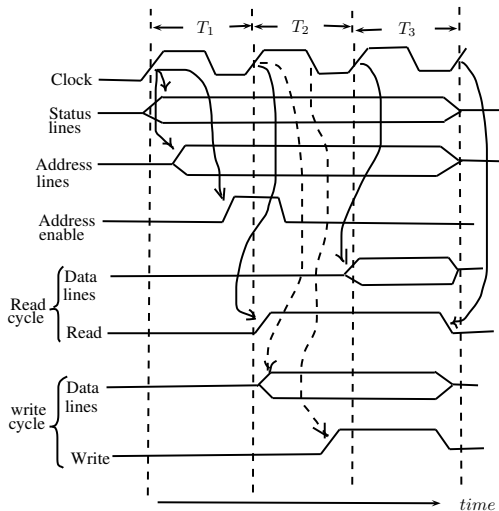 T1 T2 T3
Clock
Status
lines
Address
lines
Address
enable
Data
lines
Read
cycle
Read
Data
lines
write
cycle
Write
time